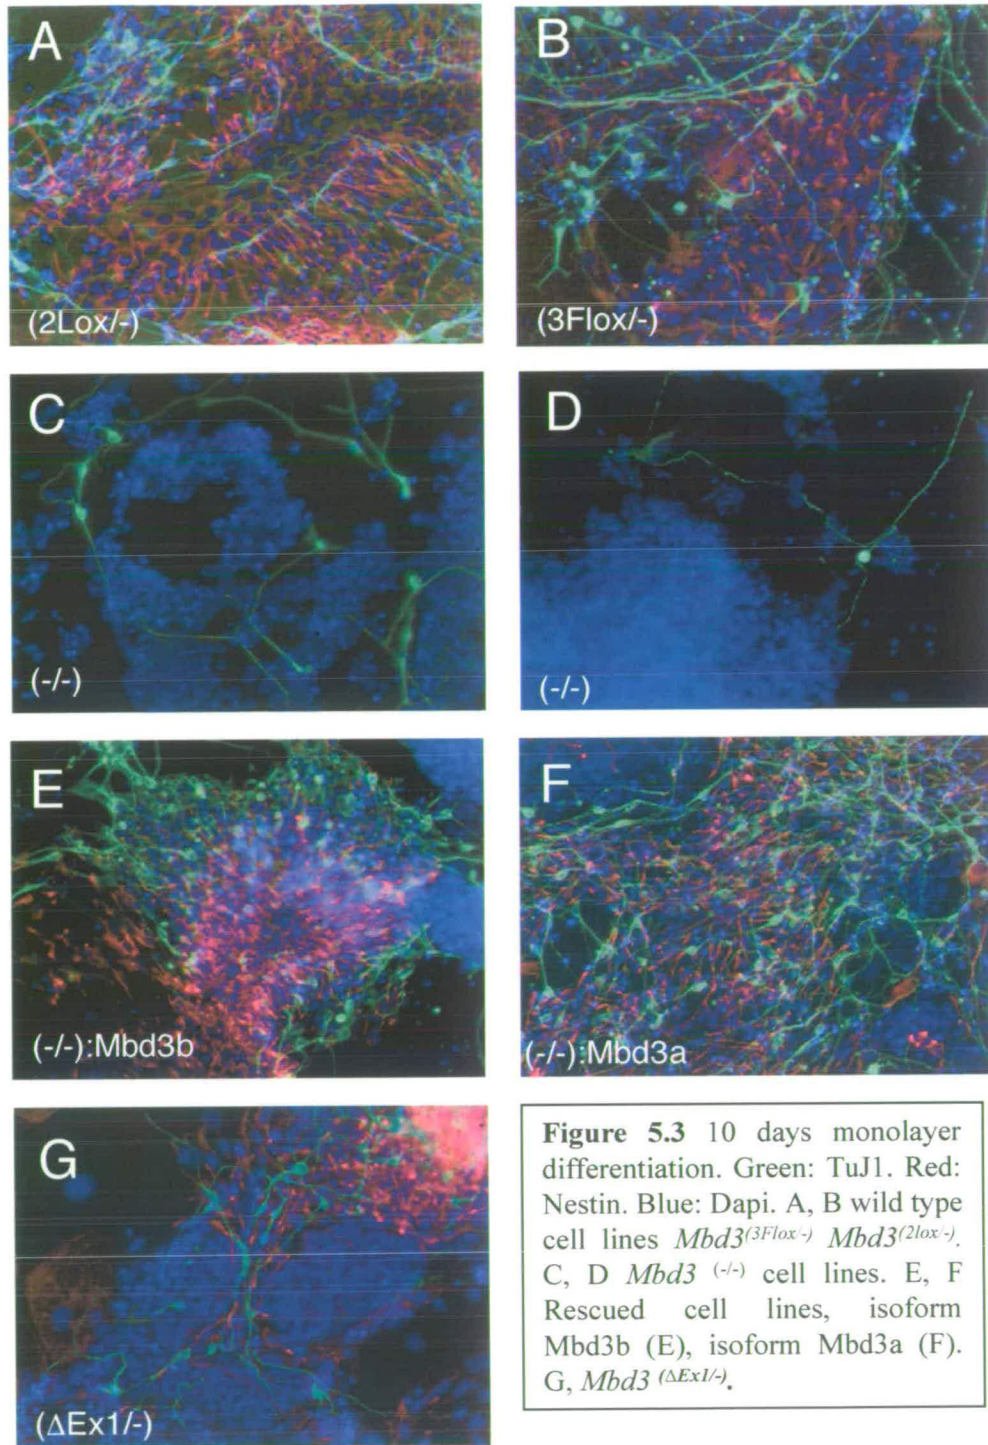 A
(2Lox/-)
B
(3Flox/-)
C
(-/-)
D
(-/-)
E
(-/-):Mbd3b
F
(-/-):Mbd3a
G
(ΔEx1/-)
Figure 5.3 10 days monolayer
differentiation. Green: TuJ1. Red:
Nestin. Blue: Dapi. A, B wild type
cell lines Mbd3(3Flox/-) Mbd3(2lox/-).
C, D Mbd3 (-/-) cell lines. E, F
Rescued cell lines, isoform
Mbd3b (E), isoform Mbd3a (F).
G, Mbd3 (ΔEx1/-).